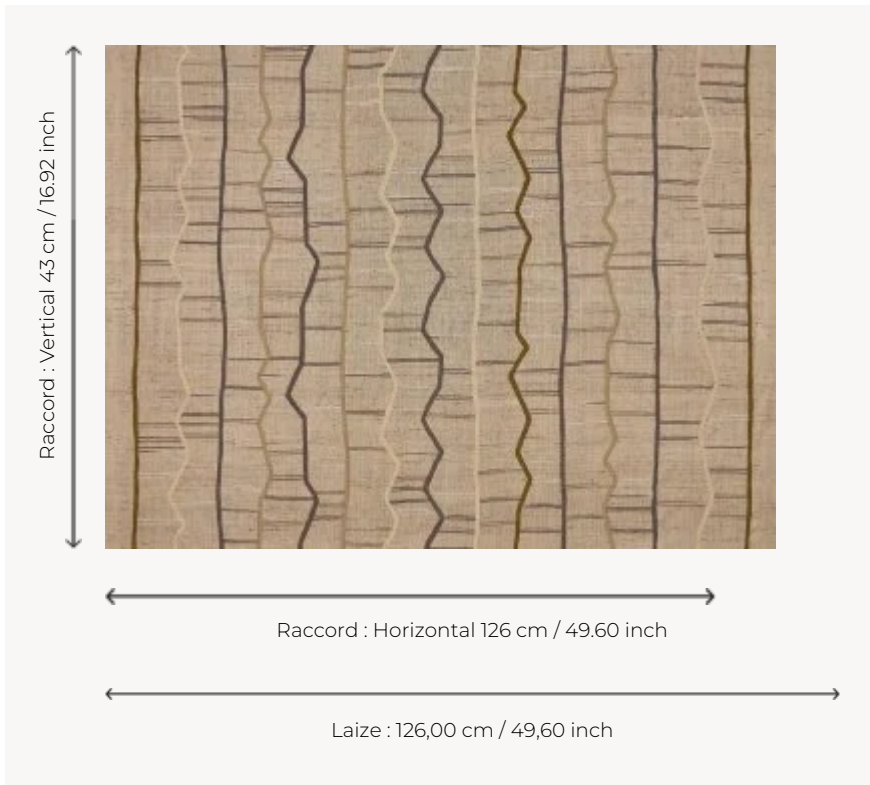 Raccord : Vertical 43 cm / 16.92 inch
Raccord : Horizontal 126 cm / 49.60 inch
Laize : 126,00 cm / 49,60 inch